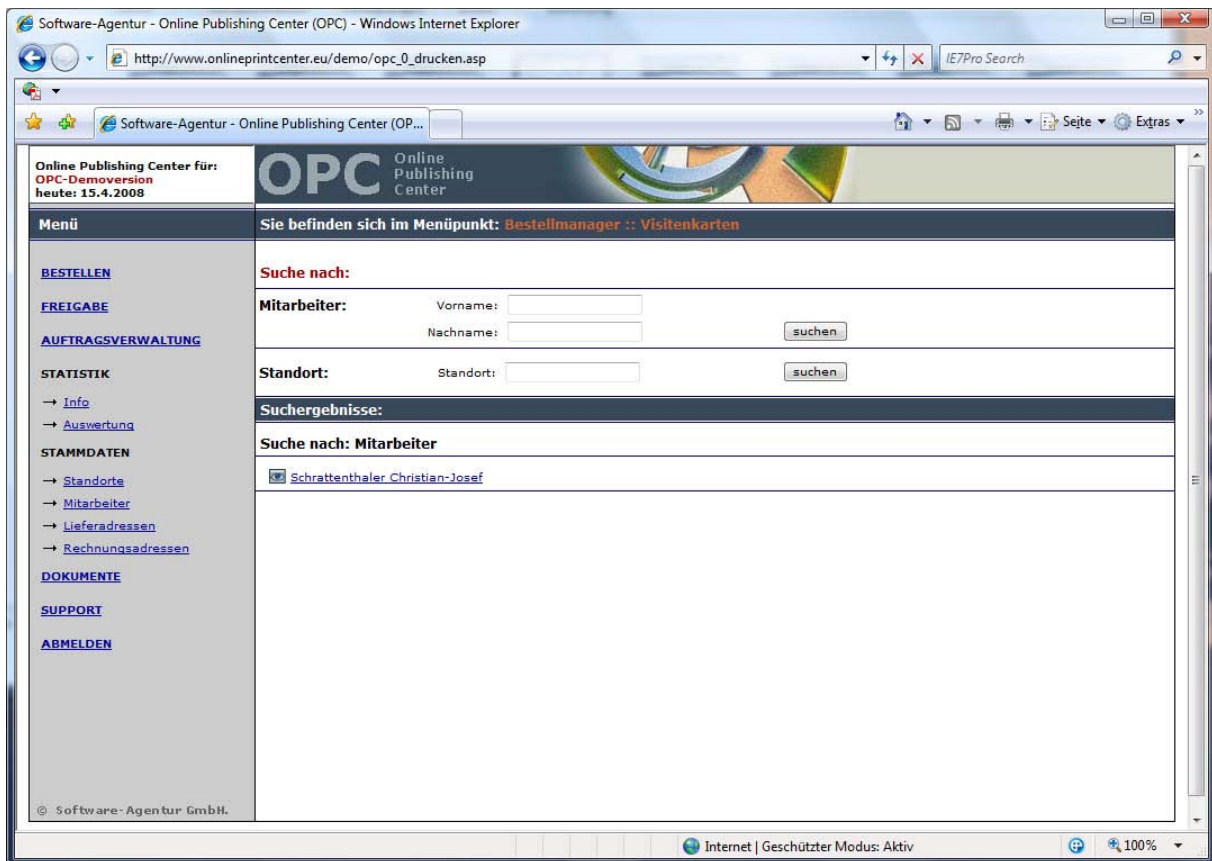 Software-Agentur - Online Publishing Center (OPC) - Windows Internet Explorer
http://www.onlineprintcenter.eu/demo/opc_0_drucken.asp
IE7Pro Search
Software-Agentur - Online Publishing Center (OP...
Seite
Extras
Online Publishing Center für:
OPC-Demoversion
heute: 15.4.2008
OPC Online
Publishing
Center
Menü
Sie befinden sich im Menüpunkt: Bestellmanager :: Visitenkarten
BESTELLEN
FREIGABE
AUFTRAGSVERWALTUNG
STATISTIK
→ Info
→ Auswertung
STAMMDATEN
→ Standorte
→ Mitarbeiter
→ Lieferadressen
→ Rechnungsadressen
DOKUMENTE
SUPPORT
ABMELDEN
© Software-Agentur GmbH.
Suche nach:
Mitarbeiter: Vorname:
Nachname: suchen
Standort: Standort: suchen
Suchergebnisse:
Suche nach: Mitarbeiter
Schrattenthaler Christian-Josef
Internet | Geschützter Modus: Aktiv
100%